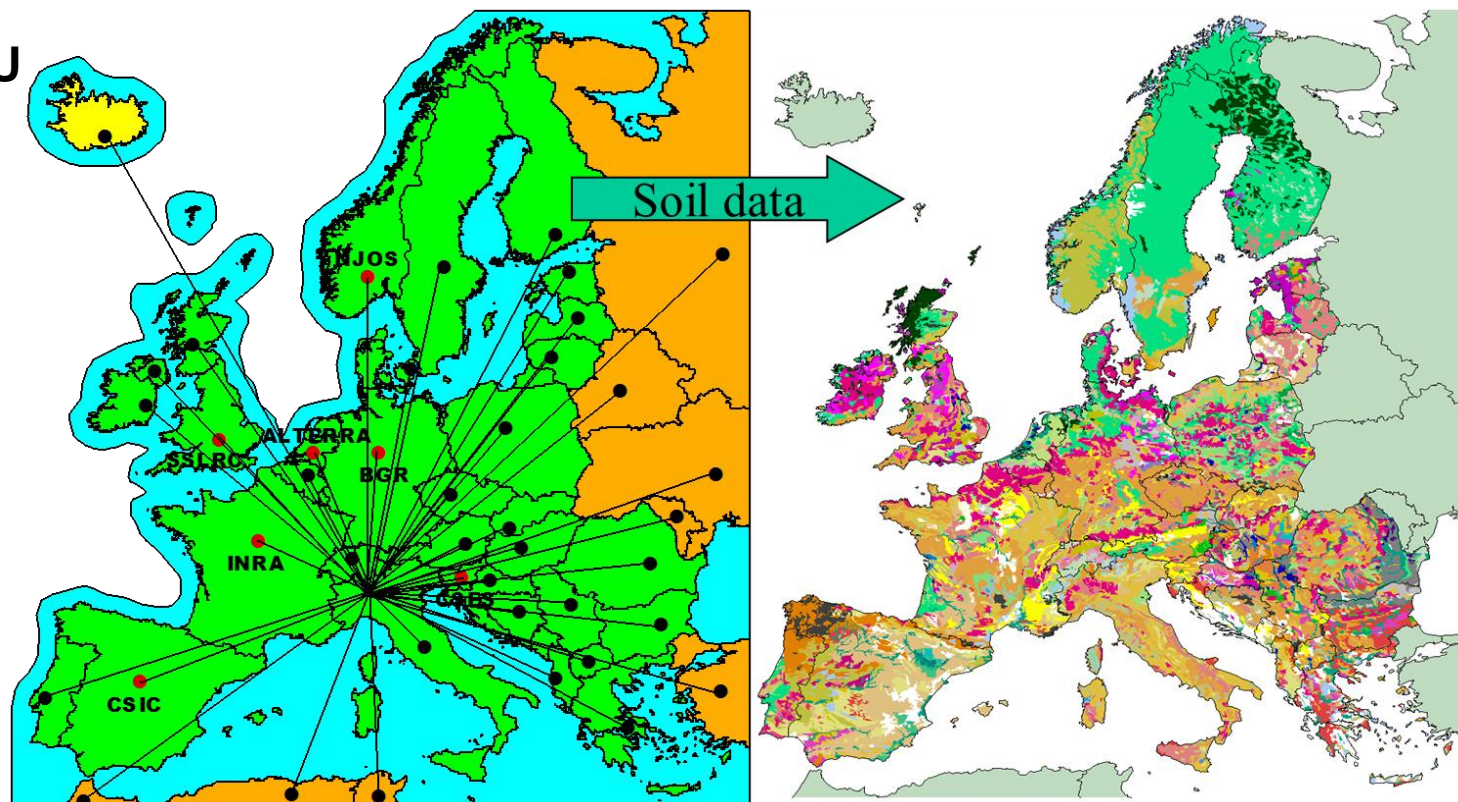 U
Soil data
NJOS
ALTERRA
SSLRC
BGR
INRA
CSIC